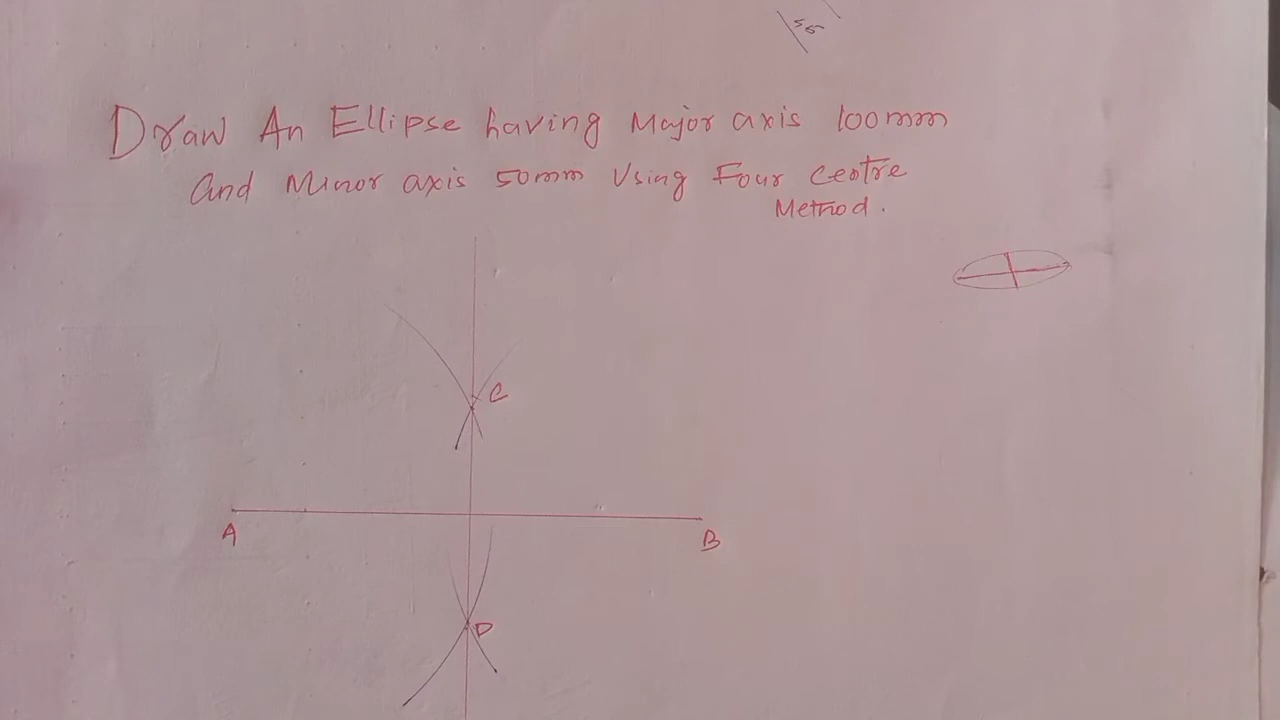 Draw An Ellipse having Major axis 100mm
and Minor axis 50mm Using Four Centre
Method.
C
A
B
D